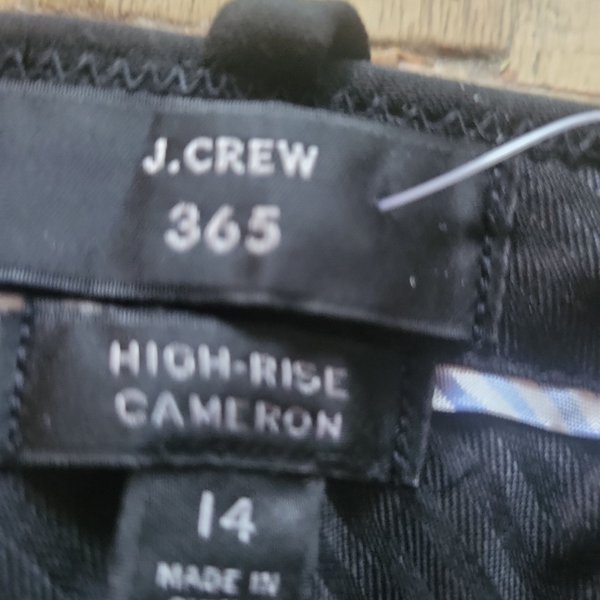 J.CREW
365
HIGH-RISE
CAMERON
14
MADE IN